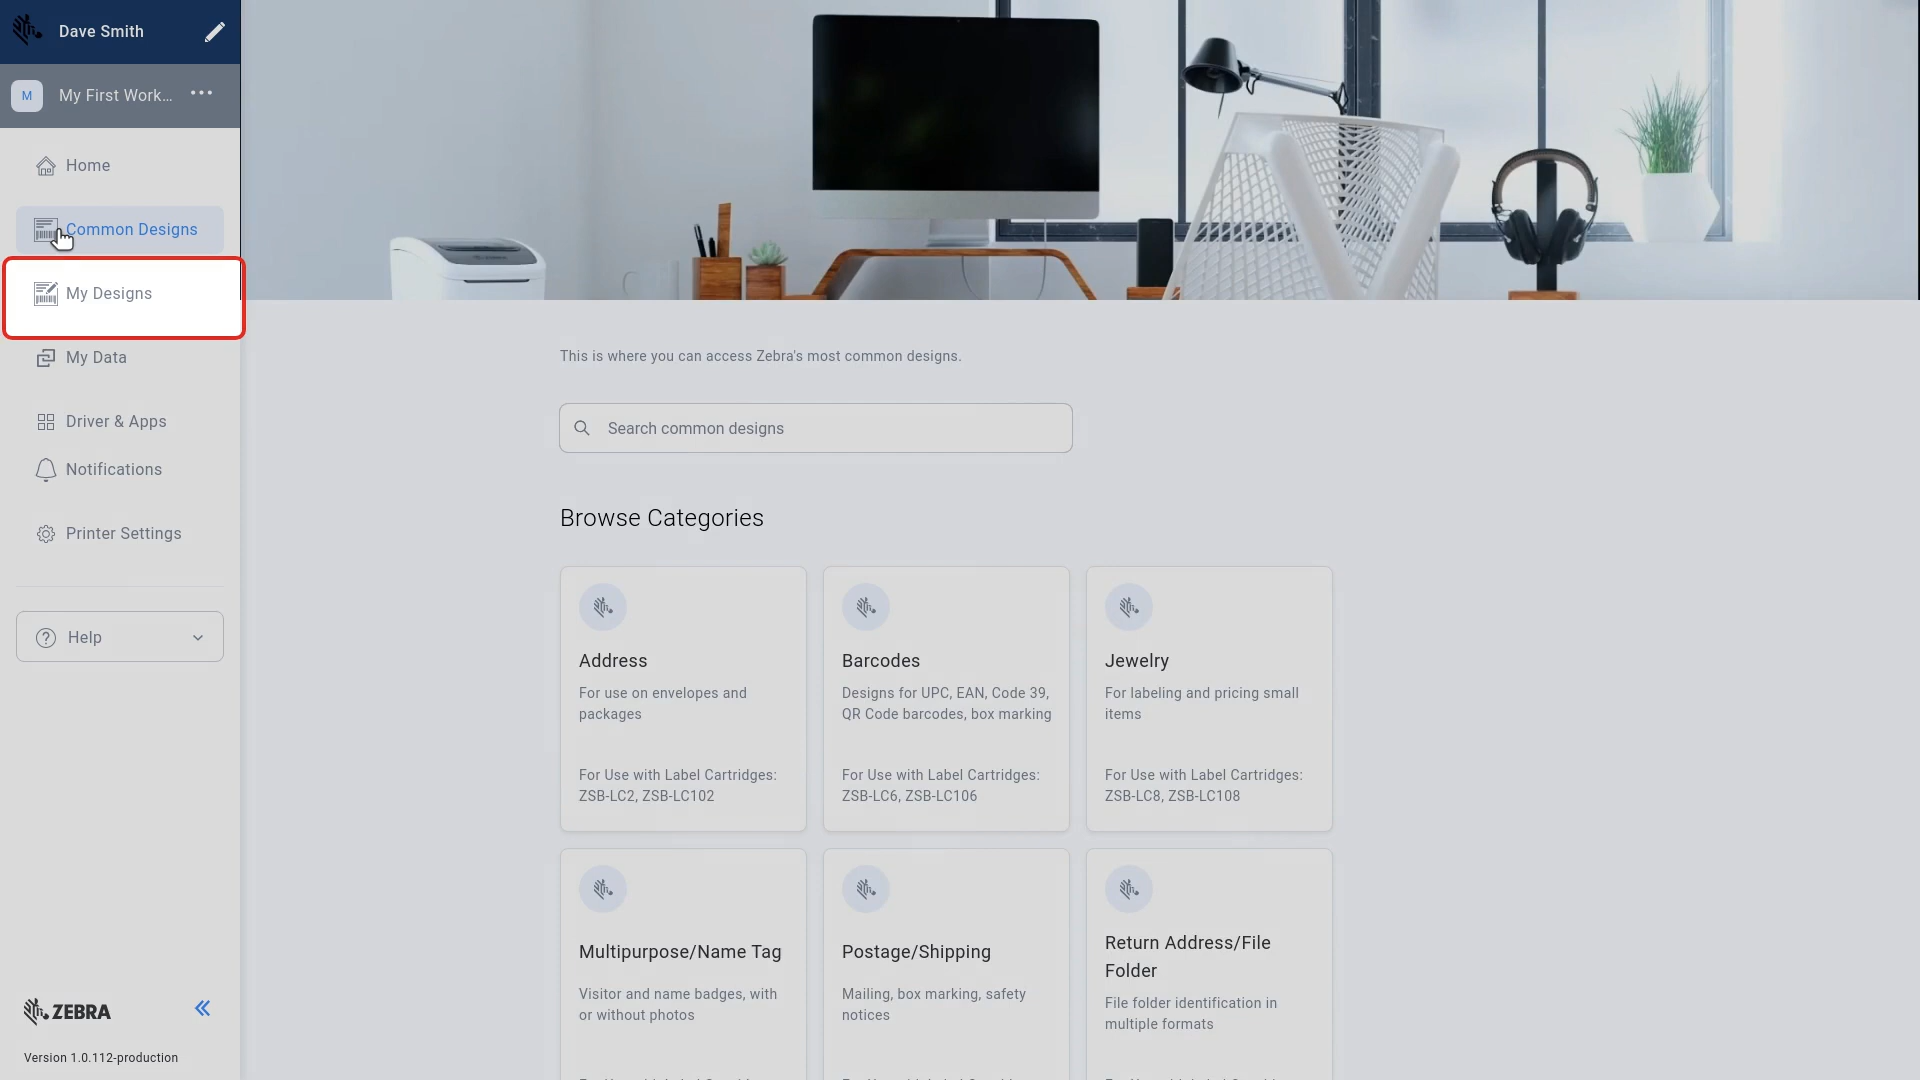 Dave Smith
M
My First Work...
Home
Common Designs
My Designs
My Data
Driver & Apps
Notifications
Printer Settings
Help
ZEBRA
Version 1.0.112-production
This is where you can access Zebra's most common designs.
Search common designs
Browse Categories
Address
For use on envelopes and
packages
For Use with Label Cartridges:
ZSB-LC2, ZSB-LC102
Barcodes
Designs for UPC, EAN, Code 39,
QR Code barcodes, box marking
For Use with Label Cartridges:
ZSB-LC6, ZSB-LC106
Jewelry
For labeling and pricing small
items
For Use with Label Cartridges:
ZSB-LC8, ZSB-LC108
Multipurpose/Name Tag
Visitor and name badges, with
or without photos
Postage/Shipping
Mailing, box marking, safety
notices
Return Address/File
Folder
File folder identification in
multiple formats